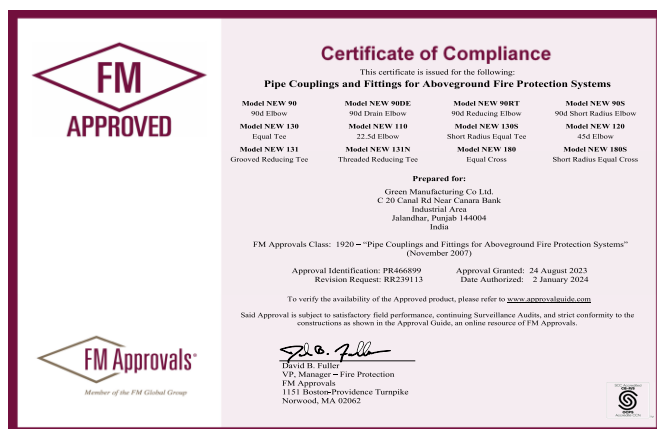 FM
APPROVED
Certificate of Compliance
This certificate is issued for the following:
Pipe Couplings and Fittings for Aboveground Fire Protection Systems
Model NEW 90 Model NEW 90DE Model NEW 90RT Model NEW 90S
90d Elbow 90d Drain Elbow 90d Reducing Elbow 90d Short Radius Elbow
Model NEW 130 Model NEW 110 Model NEW 130S Model NEW 120
Equal Tee 22.5d Elbow Short Radius Equal Tee 45d Elbow
Model NEW 131 Model NEW 131N Model NEW 180 Model NEW 180S
Grooved Reducing Tee Threaded Reducing Tee Equal Cross Short Radius Equal Cross
Prepared for:
Green Manufacturing Co Ltd.
C 20 Canal Rd Near Canara Bank
Industrial Area
Jalandhar, Punjab 144004
India
FM Approvals Class: 1920 – “Pipe Couplings and Fittings for Aboveground Fire Protection Systems”
(November 2007)
Approval Identification: PR466899 Approval Granted: 24 August 2023
Revision Request: RR239113 Date Authorized: 2 January 2024
To verify the availability of the Approved product, please refer to www.approvalguide.com
Said Approval is subject to satisfactory field performance, continuing Surveillance Audits, and strict conformity to the
constructions as shown in the Approval Guide, an online resource of FM Approvals.
David B. Fuller
VP, Manager – Fire Protection
FM Approvals
1151 Boston-Providence Turnpike
Norwood, MA 02062
FM Approvals®
Member of the FM Global Group